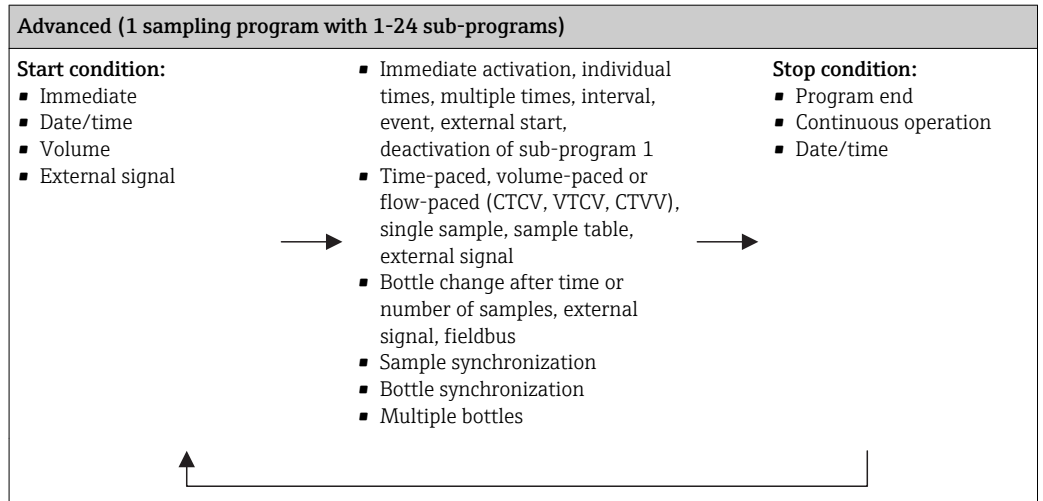 Advanced (1 sampling program with 1-24 sub-programs)
Start condition:
▪ Immediate
▪ Date/time
▪ Volume
▪ External signal
▪ Immediate activation, individual
times, multiple times, interval,
event, external start,
deactivation of sub-program 1
▪ Time-paced, volume-paced or
flow-paced (CTCV, VTCV, CTVV),
single sample, sample table,
external signal
▪ Bottle change after time or
number of samples, external
signal, fieldbus
▪ Sample synchronization
▪ Bottle synchronization
▪ Multiple bottles
Stop condition:
▪ Program end
▪ Continuous operation
▪ Date/time